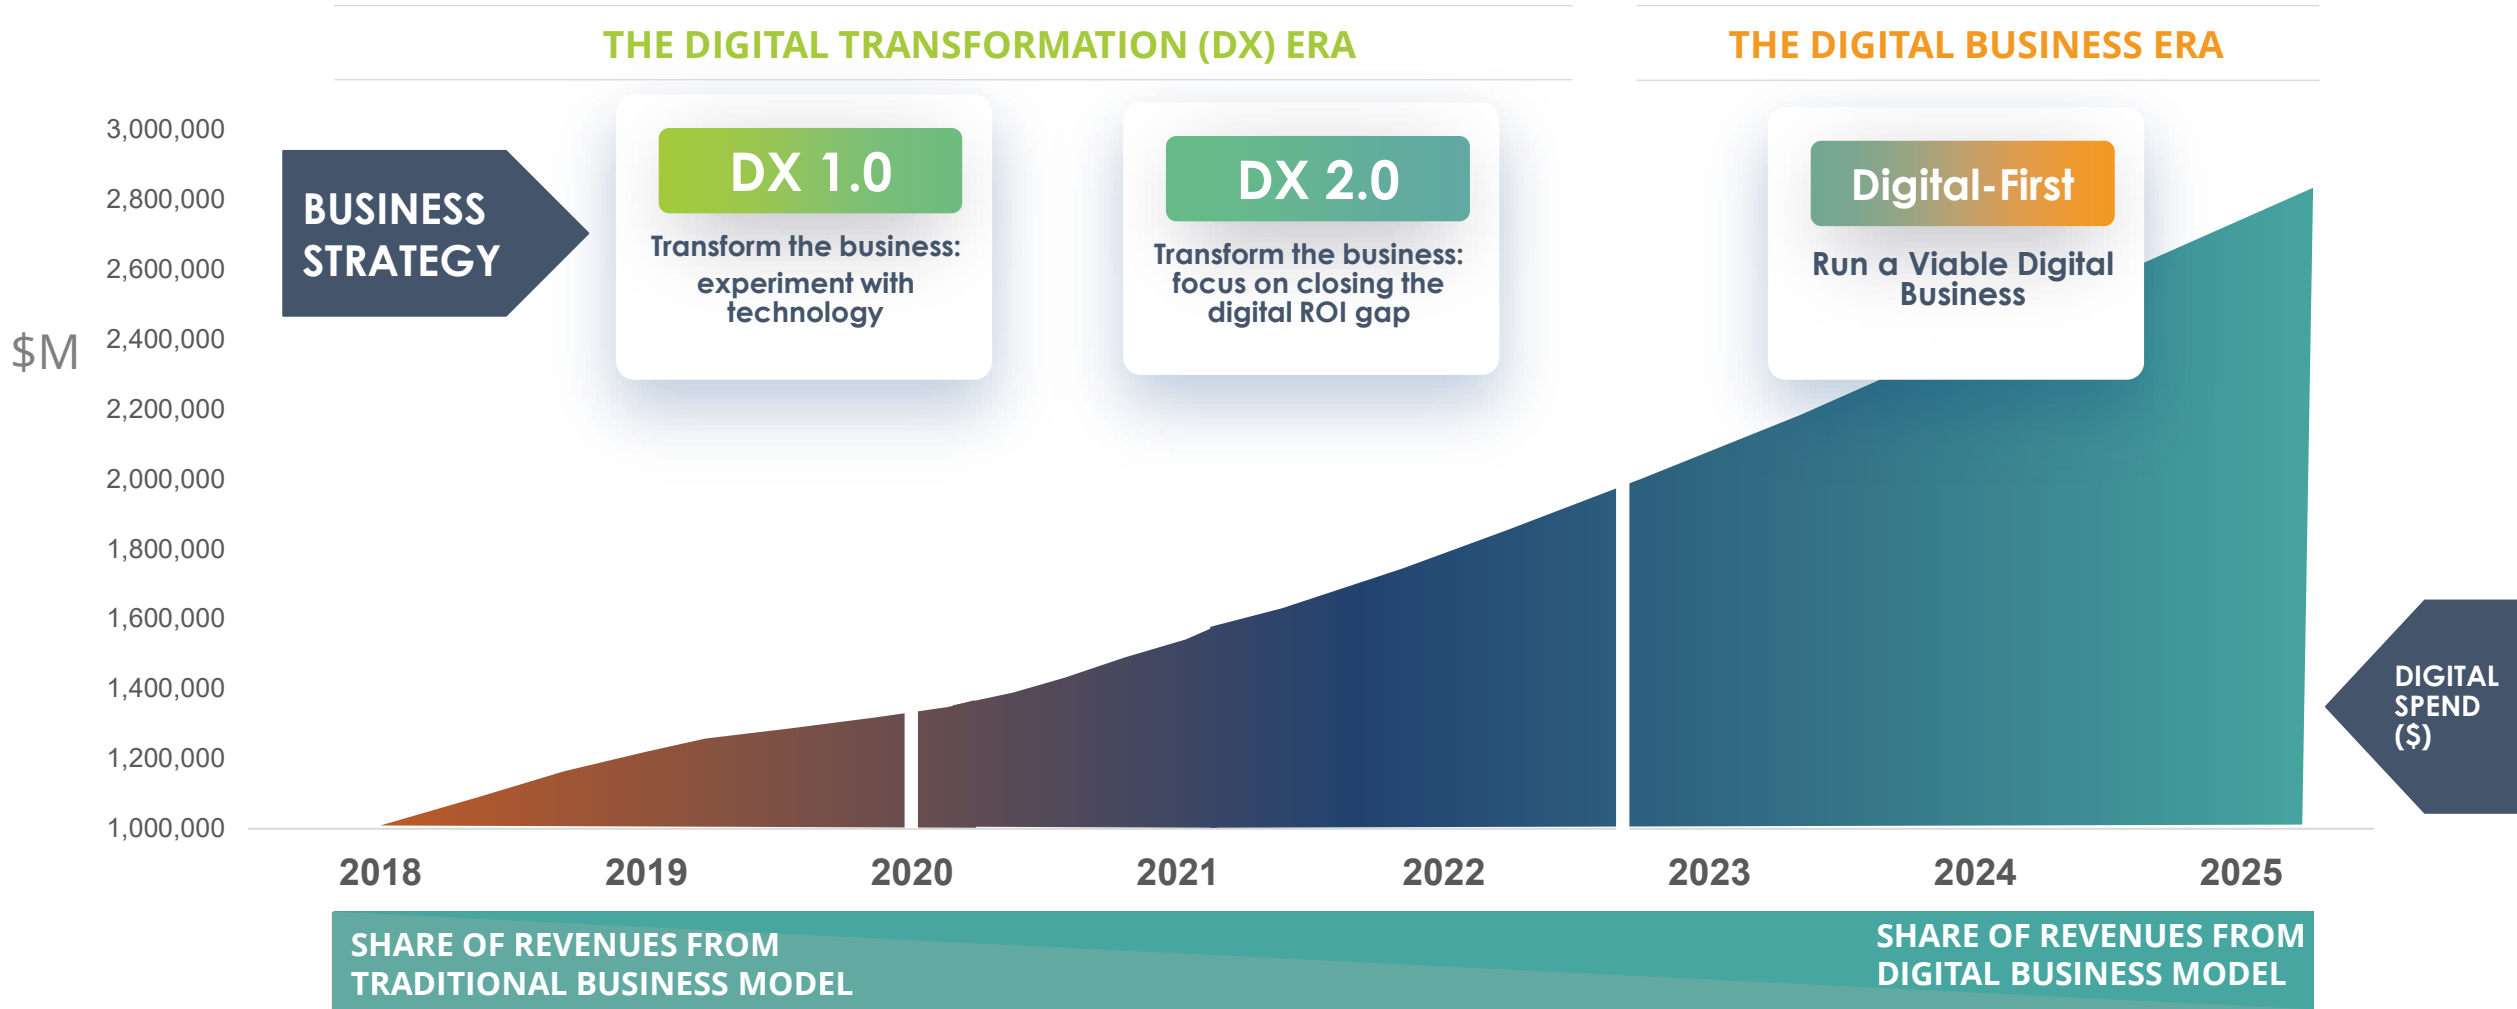 THE DIGITAL TRANSFORMATION (DX) ERA
THE DIGITAL BUSINESS ERA
BUSINESS
STRATEGY
DX 1.0
Transform the business:
experiment with
technology
DX 2.0
Transform the business:
focus on closing the
digital ROI gap
Digital-First
Run a Viable Digital
Business
$M
3,000,000
2,800,000
2,600,000
2,400,000
2,200,000
2,000,000
1,800,000
1,600,000
1,400,000
1,200,000
1,000,000
DIGITAL
SPEND
($)
2018 2019 2020 2021 2022 2023 2024 2025
SHARE OF REVENUES FROM
TRADITIONAL BUSINESS MODEL
SHARE OF REVENUES FROM
DIGITAL BUSINESS MODEL